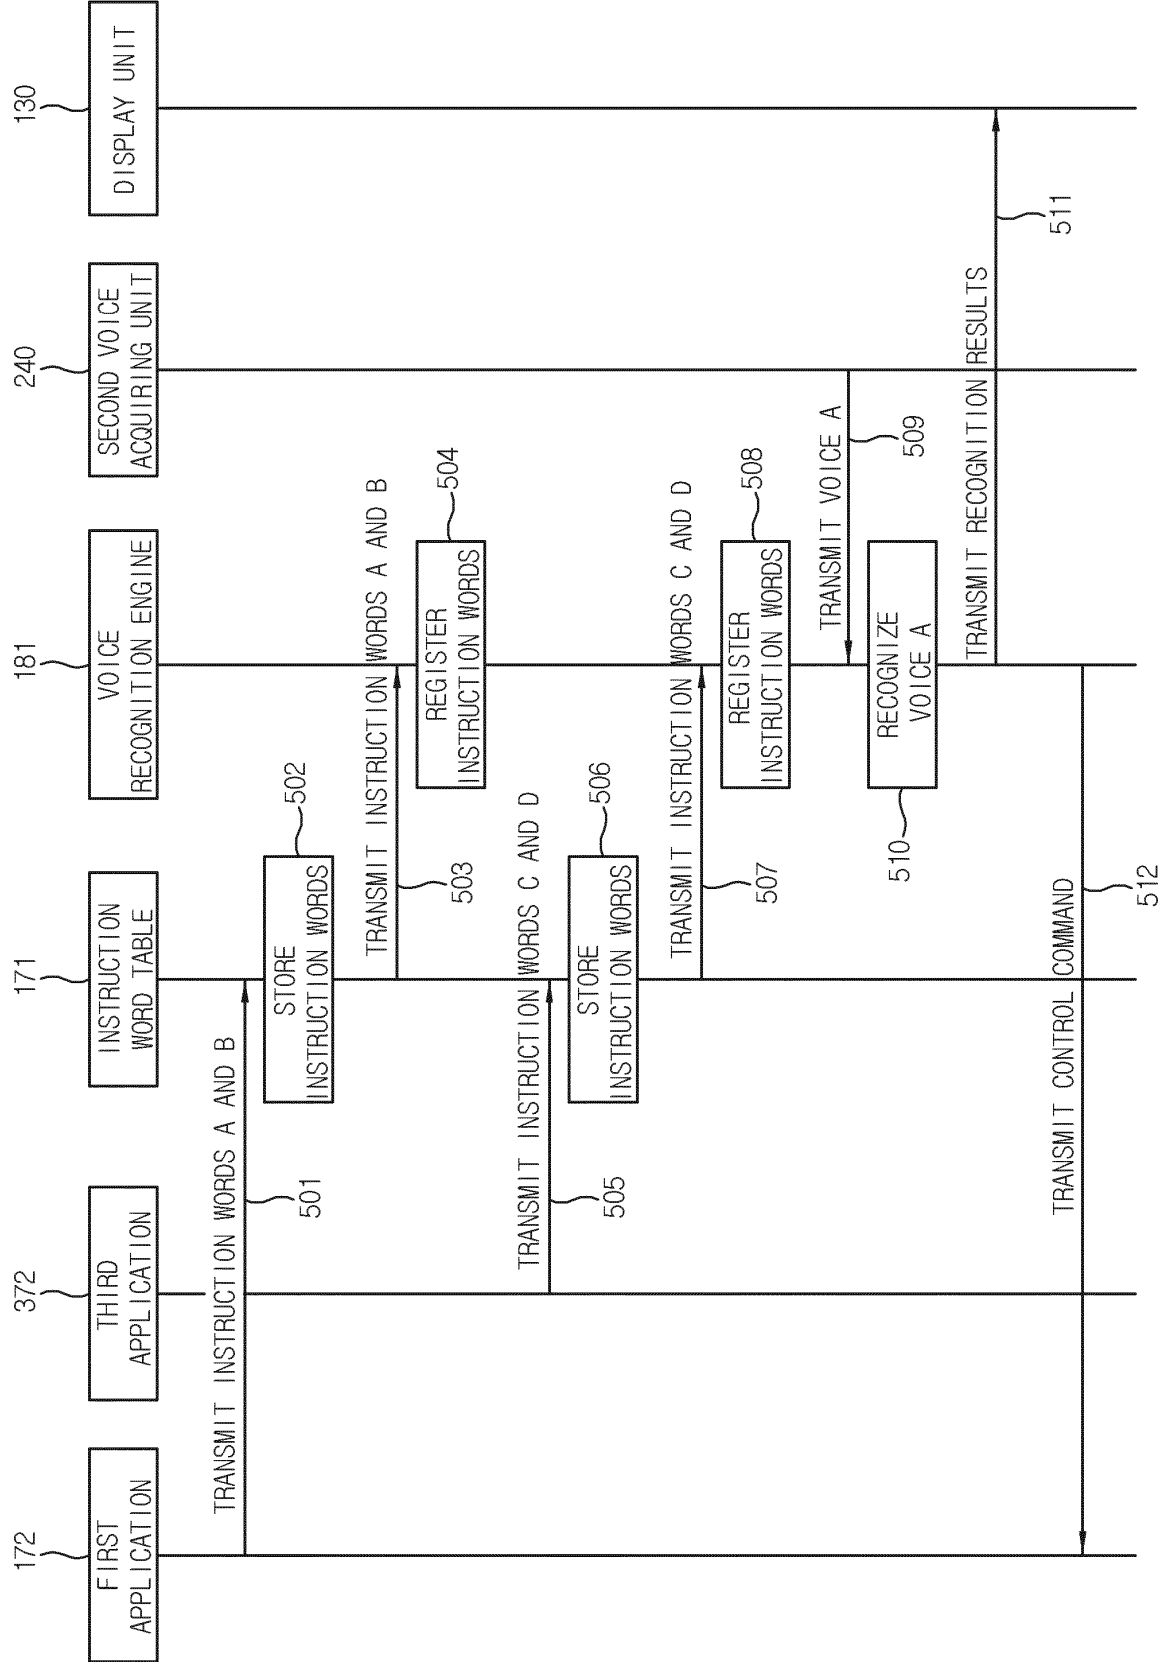 172
FIRST
APPLICATION
372
THIRD
APPLICATION
171
INSTRUCTION
WORD TABLE
181
VOICE
RECOGNITION ENGINE
240
SECOND VOICE
ACQUIRING UNIT
130
DISPLAY UNIT
TRANSMIT INSTRUCTION WORDS A AND B
501
STORE
INSTRUCTION WORDS
502
TRANSMIT INSTRUCTION WORDS A AND B
503
REGISTER
INSTRUCTION WORDS
504
TRANSMIT INSTRUCTION WORDS C AND D
505
STORE
INSTRUCTION WORDS
506
TRANSMIT INSTRUCTION WORDS C AND D
507
REGISTER
INSTRUCTION WORDS
508
TRANSMIT VOICE A
509
RECOGNIZE
VOICE A
510
TRANSMIT RECOGNITION RESULTS
511
TRANSMIT CONTROL COMMAND
512